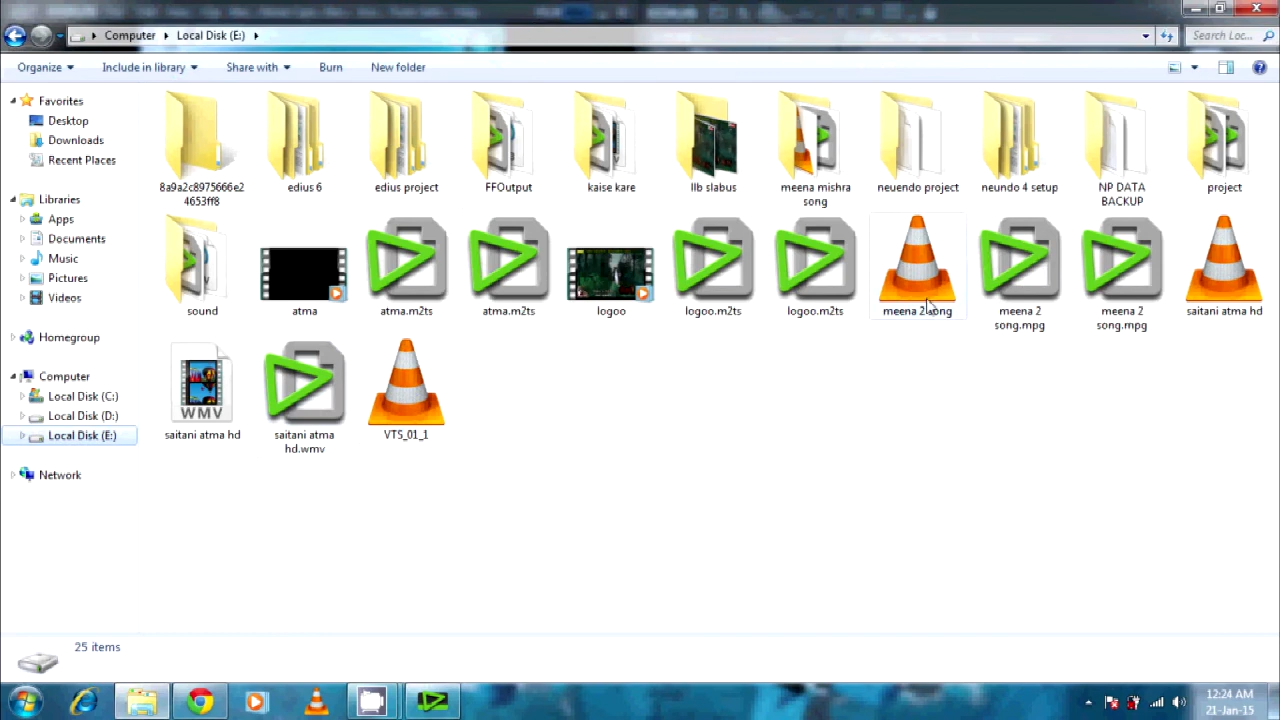 Computer
Local Disk (E:)
Search Loc...
Organize
Include in library
Share with
Burn
New folder
Favorites
Desktop
Downloads
Recent Places
Libraries
Apps
Documents
Music
Pictures
Videos
Homegroup
Computer
Local Disk (C:)
Local Disk (D:)
Local Disk (E:)
Network
8a9a2c8975666e2
4653ff8
edius 6
edius project
FFOutput
kaise kare
llb slabus
meena mishra
song
neuendo project
neundo 4 setup
NP DATA
BACKUP
project
sound
atma
atma.m2ts
atma.m2ts
logoo
logoo.m2ts
logoo.m2ts
meena 2 song
meena 2
song.mpg
meena 2
song.mpg
saitani atma hd
WMV
saitani atma hd
saitani atma
hd.wmv
VTS_01_1
25 items
12:24 AM
21-Jan-15